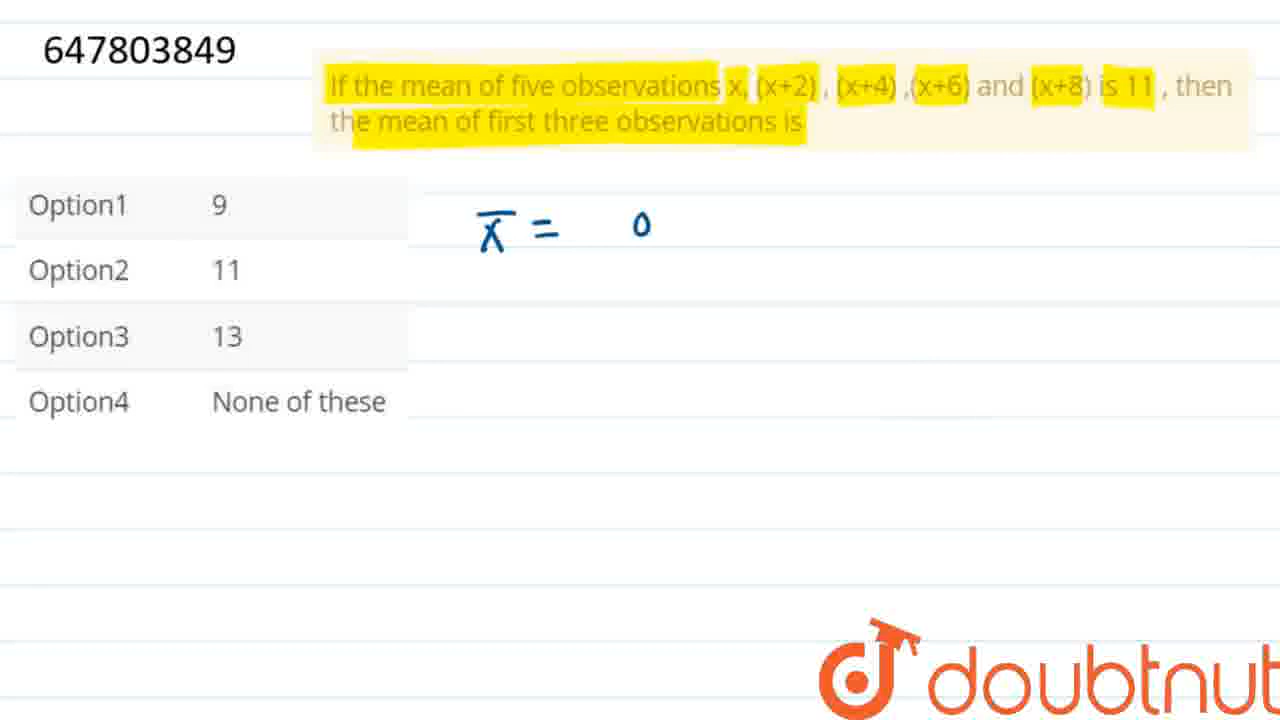 647803849
If the mean of five observations x, (x+2) , (x+4) ,(x+6) and (x+8) is 11 , then
the mean of first three observations is
Option1 9
Option2 11
Option3 13
Option4 None of these
x̅ = 0
doubtnut